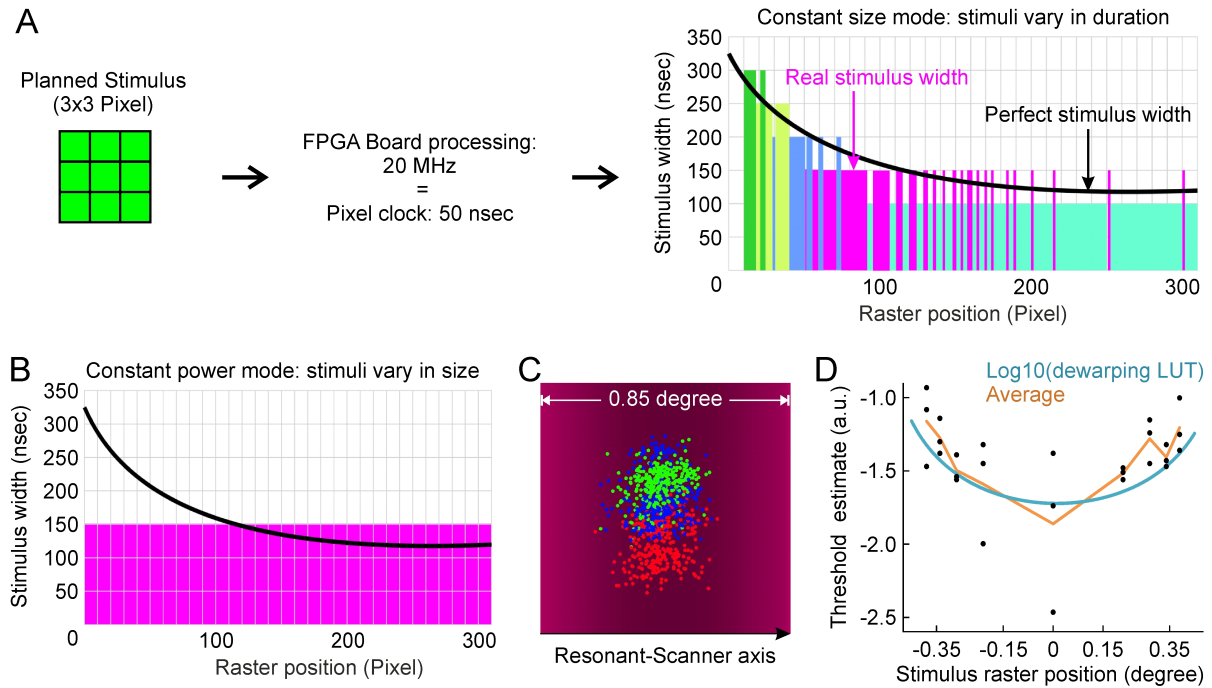 A
Planned Stimulus
(3x3 Pixel)
FPGA Board processing:
20 MHz
=
Pixel clock: 50 nsec
Constant size mode: stimuli vary in duration
Stimulus width (nsec)
350
300
250
200
150
100
50
0
Real stimulus width
Perfect stimulus width
100
200
300
Raster position (Pixel)
B
Constant power mode: stimuli vary in size
Stimulus width (nsec)
350
300
250
200
150
100
50
0
100
200
300
Raster position (Pixel)
C
0.85 degree
Resonant-Scanner axis
D
Log10(dewarping LUT)
Average
Threshold estimate (a.u.)
-1.0
-1.5
-2.0
-2.5
-0.35
-0.15
0
0.15
0.35
Stimulus raster position (degree)